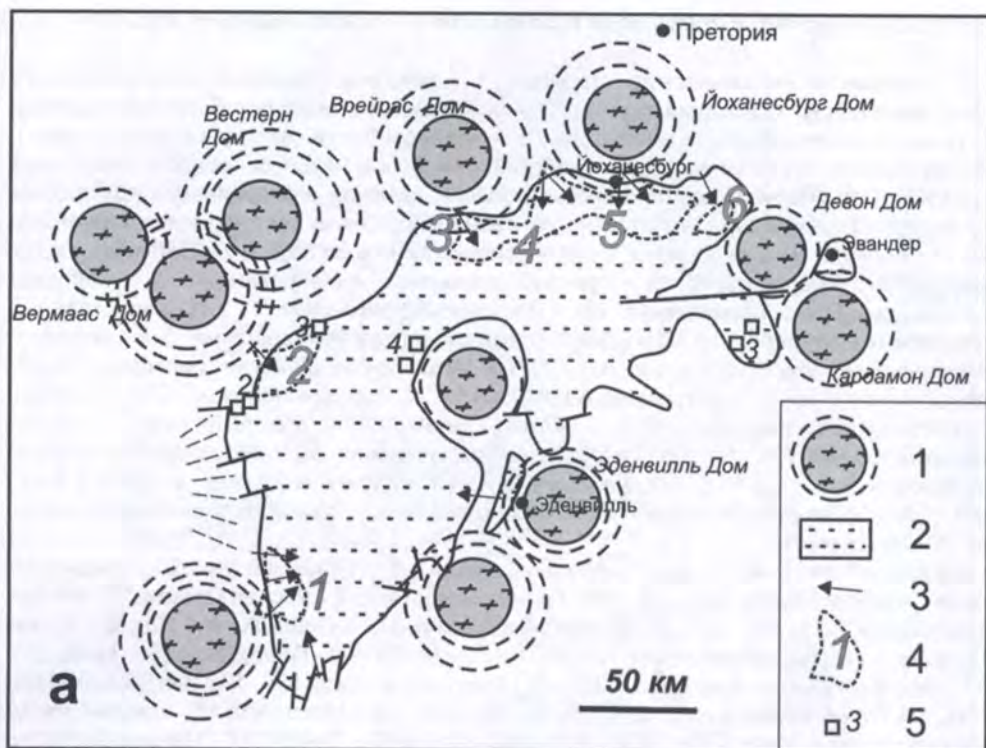 а
Претория
Врейрас Дом
Йоханесбург Дом
Вестерн
Дом
Йоханесбург
Девон Дом
Эвандер
3
4
5
6
Вермаас Дом
Кардамон Дом
3
2
4
3
2
1
Эденвилль Дом
Эденвилль
1
50 км
1
2
3
1
4
3
5